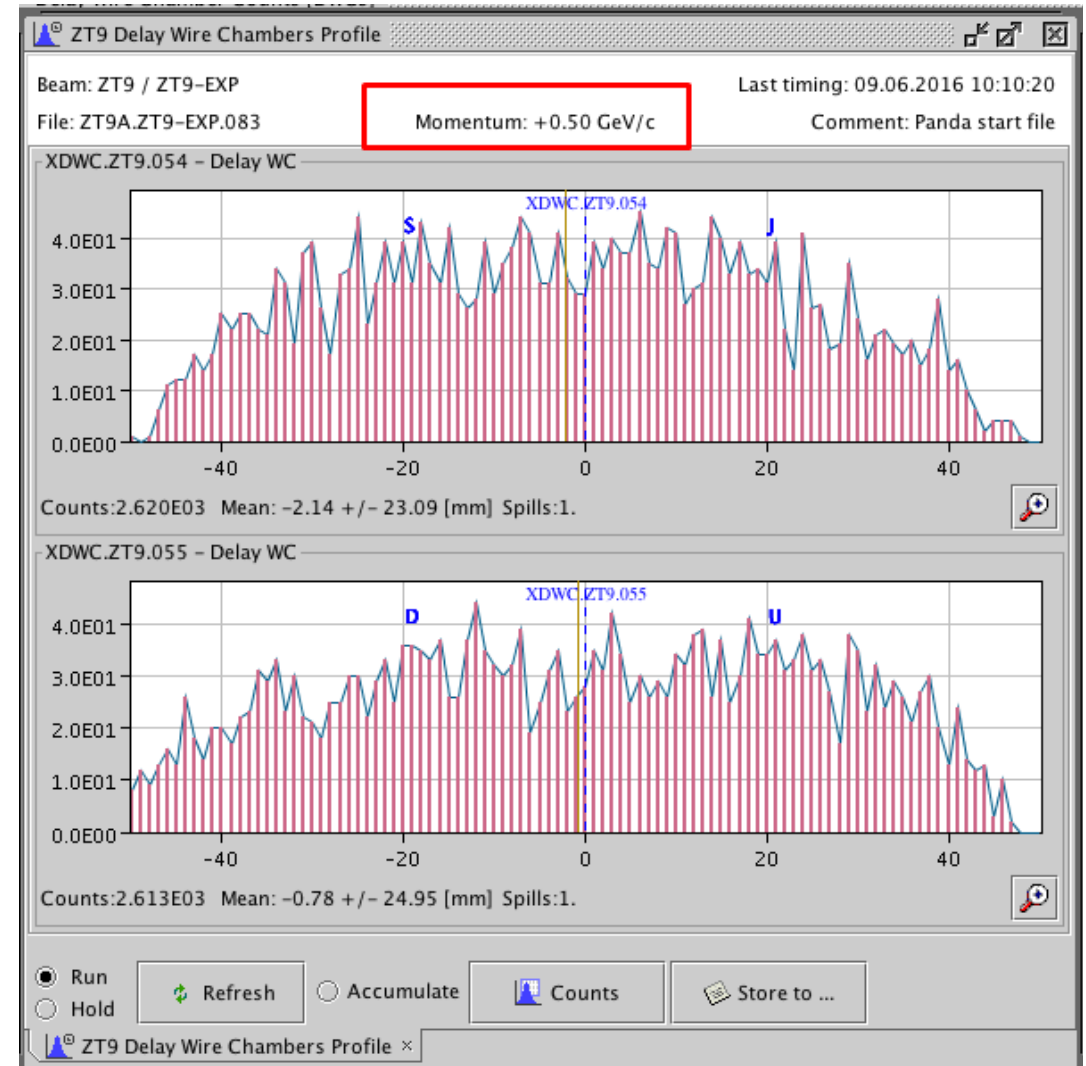 ZT9 Delay Wire Chambers Profile
Beam: ZT9 / ZT9-EXP
Last timing: 09.06.2016 10:10:20
File: ZT9A.ZT9-EXP.083
Momentum: +0.50 GeV/c
Comment: Panda start file
XDWC.ZT9.054 - Delay WC
XDWC.ZT9.054
S
J
4.0E01
3.0E01
2.0E01
1.0E01
0.0E00
-40 -20 0 20 40
Counts:2.620E03 Mean: -2.14 +/- 23.09 [mm] Spills:1.
XDWC.ZT9.055 - Delay WC
XDWC.ZT9.055
D
U
4.0E01
3.0E01
2.0E01
1.0E01
0.0E00
-40 -20 0 20 40
Counts:2.613E03 Mean: -0.78 +/- 24.95 [mm] Spills:1.
Run
Hold
Refresh
Accumulate
Counts
Store to ...
ZT9 Delay Wire Chambers Profile ×